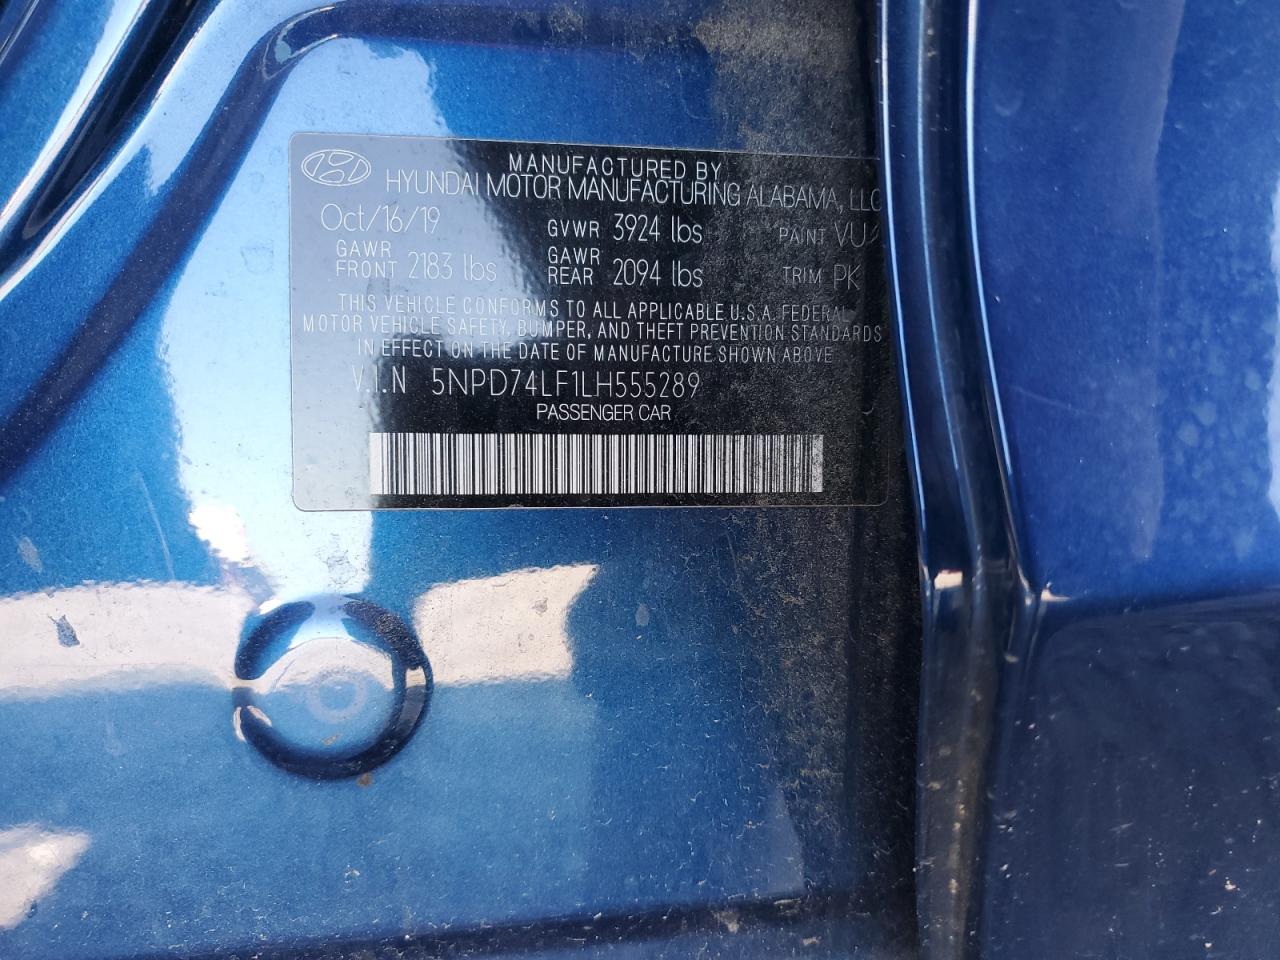 MANUFACTURED BY
HYUNDAI MOTOR MANUFACTURING ALABAMA, LLC
Oct/16/19 GVWR 3924 lbs PAINT
GAWR FRONT 2183 lbs GAWR REAR 2094 lbs TRIM PK
THIS VEHICLE CONFORMS TO ALL APPLICABLE U.S.A. FEDERAL
MOTOR VEHICLE SAFETY, BUMPER, AND THEFT PREVENTION STANDARDS
IN EFFECT ON THE DATE OF MANUFACTURE SHOWN ABOVE
V.I.N 5NPD74LF1LH555289
PASSENGER CAR